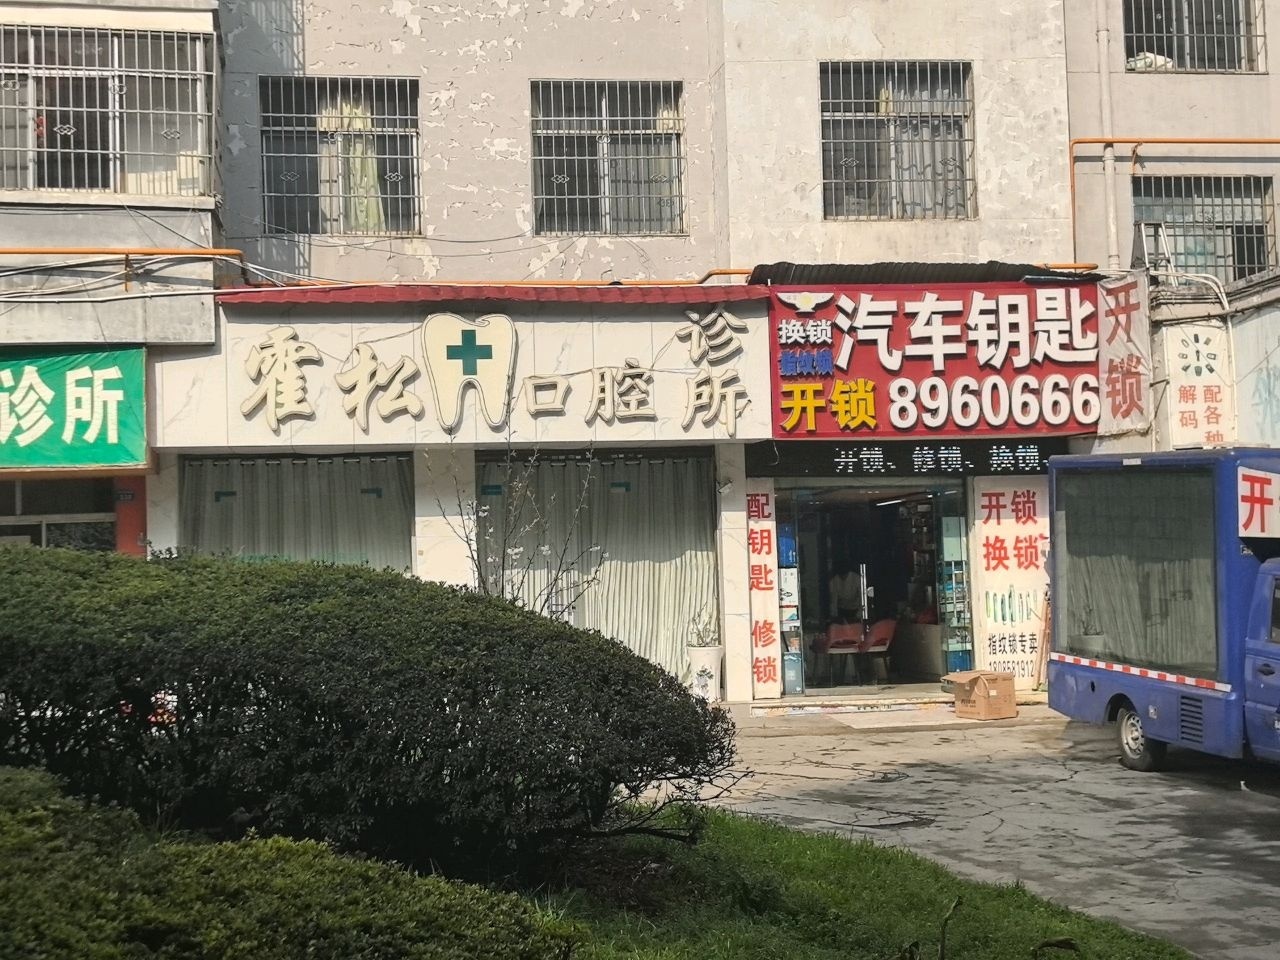 诊所
霍松口腔诊所
换锁
指纹锁
开锁
汽车钥匙
8960666
开锁
开锁、修锁、换锁
配钥匙 修锁
开锁
换锁
指纹锁专卖
配各种
解码
开